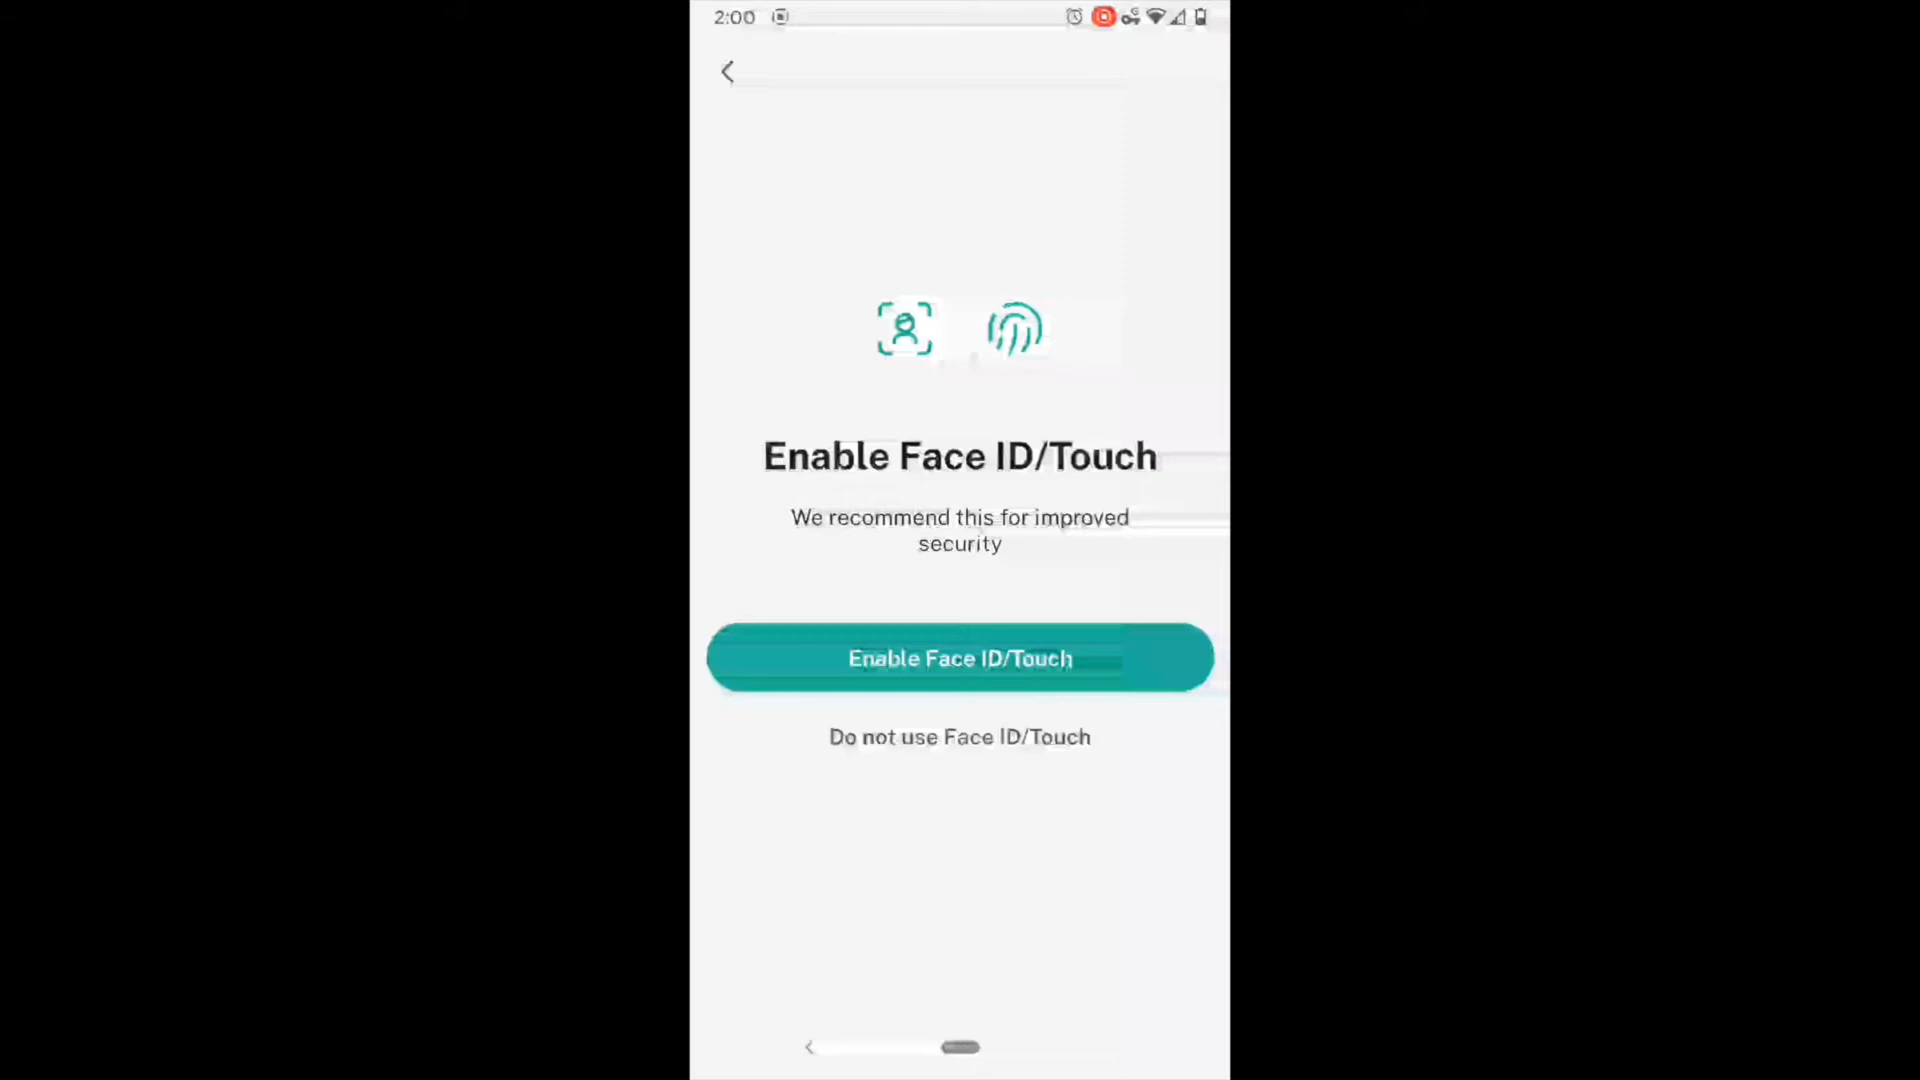 2:00
Enable Face ID/Touch
We recommend this for improved
security
Enable Face ID/Touch
Do not use Face ID/Touch